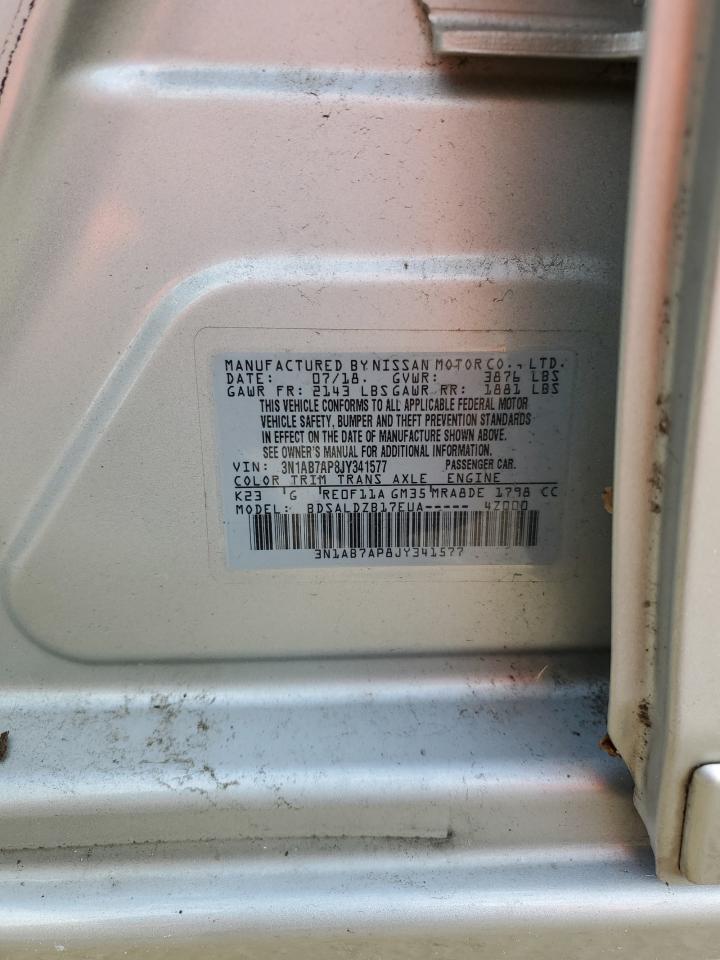 MANUFACTURED BY NISSAN MOTOR CO., LTD.
DATE: 07/18. GVWR: 3876 LBS
GAWR FR: 2143 LBS GAWR RR: 1881 LBS
THIS VEHICLE CONFORMS TO ALL APPLICABLE FEDERAL MOTOR
VEHICLE SAFETY, BUMPER AND THEFT PREVENTION STANDARDS
IN EFFECT ON THE DATE OF MANUFACTURE SHOWN ABOVE.
SEE OWNER'S MANUAL FOR ADDITIONAL INFORMATION.
VIN: 3N1AB7AP8JY341577 PASSENGER CAR.
COLOR TRIM TRANS AXLE ENGINE
K23 'G 'RE0F11A GM35'MRA8DE 1798 CC
MODEL: BDSALDZB17EUA----- 4Z000
3N1AB7AP8JY341577